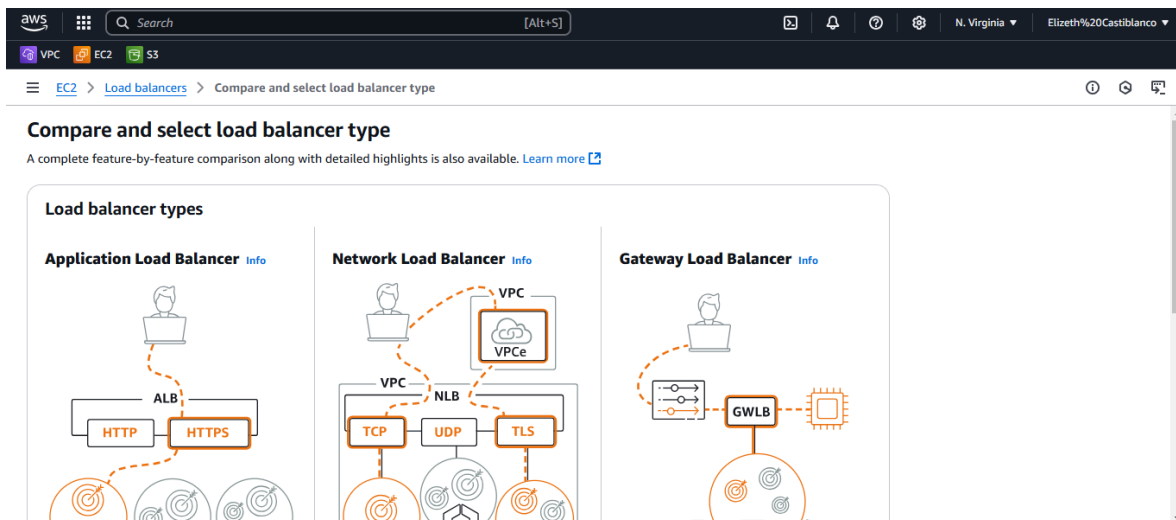 aws
Search [Alt+S]
N. Virginia ▼
Elizeth%20Castiblanco ▼
VPC EC2 S3
EC2 > Load balancers > Compare and select load balancer type
Compare and select load balancer type
A complete feature-by-feature comparison along with detailed highlights is also available. Learn more
Load balancer types
Application Load Balancer Info
ALB
HTTP
HTTPS
Network Load Balancer Info
VPC
VPCe
VPC
NLB
TCP
UDP
TLS
Gateway Load Balancer Info
GWLB